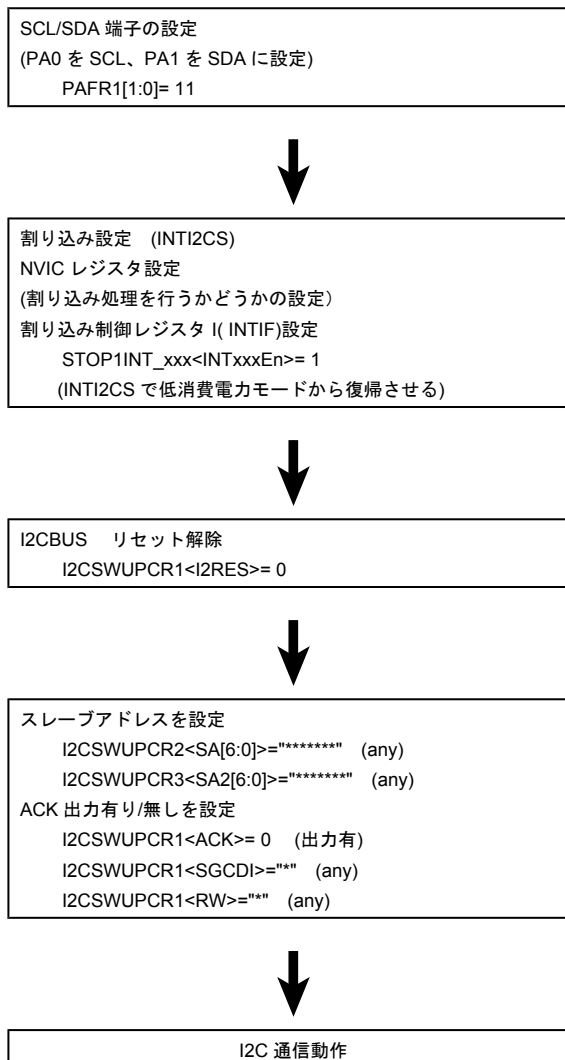 SCL/SDA 端子の設定
(PA0 を SCL、PA1 を SDA に設定)
PAFR1[1:0]= 11
割り込み設定 (INTI2CS)
NVIC レジスタ設定
(割り込み処理を行うかどうかの設定）
割り込み制御レジスタ I( INTIF)設定
STOP1INT_xxx<INTxxxEn>= 1
(INTI2CS で低消費電力モードから復帰させる)
I2CBUS リセット解除
I2CSWUPCR1<I2RES>= 0
スレーブアドレスを設定
I2CSWUPCR2<SA[6:0]>="*******" (any)
I2CSWUPCR3<SA2[6:0]>="*******" (any)
ACK 出力有り/無しを設定
I2CSWUPCR1<ACK>= 0 (出力有)
I2CSWUPCR1<SGCDI>="*" (any)
I2CSWUPCR1<RW>="*" (any)
I2C 通信動作